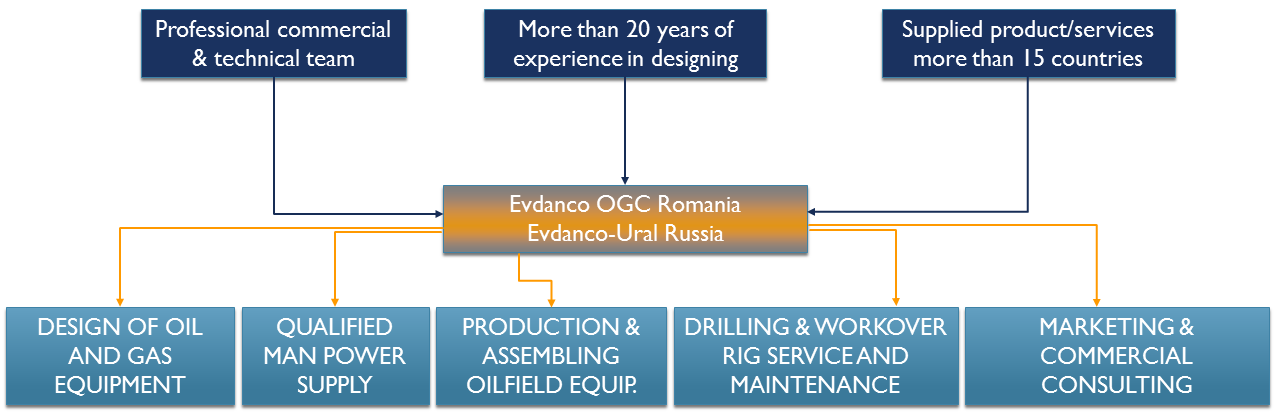 Professional commercial
& technical team
More than 20 years of
experience in designing
Supplied product/services
more than 15 countries
Evdanco OGC Romania
Evdanco-Ural Russia
DESIGN OF OIL
AND GAS
EQUIPMENT
QUALIFIED
MAN POWER
SUPPLY
PRODUCTION &
ASSEMBLING
OILFIELD EQUIP.
DRILLING & WORKOVER
RIG SERVICE AND
MAINTENANCE
MARKETING &
COMMERCIAL
CONSULTING